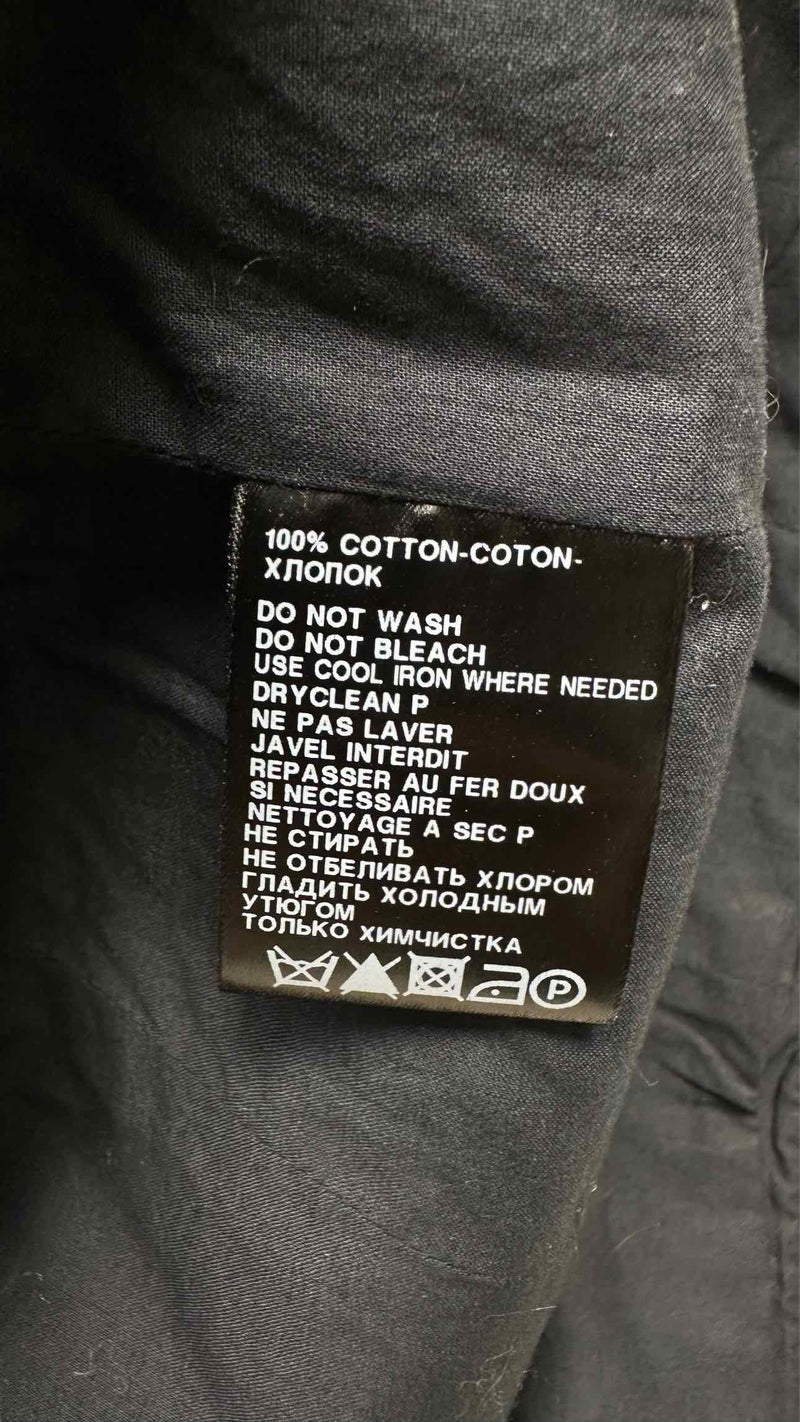 100% COTTON-COTON-
ХЛОПОК
DO NOT WASH
DO NOT BLEACH
USE COOL IRON WHERE NEEDED
DRYCLEAN P
NE PAS LAVER
JAVEL INTERDIT
REPASSER AU FER DOUX
SI NECESSAIRE
NETTOYAGE A SEC P
НЕ СТИРАТЬ
НЕ ОТБЕЛИВАТЬ ХЛОРОМ
ГЛАДИТЬ ХОЛОДНЫМ
УТЮГОМ
ТОЛЬКО ХИМЧИСТКА
P